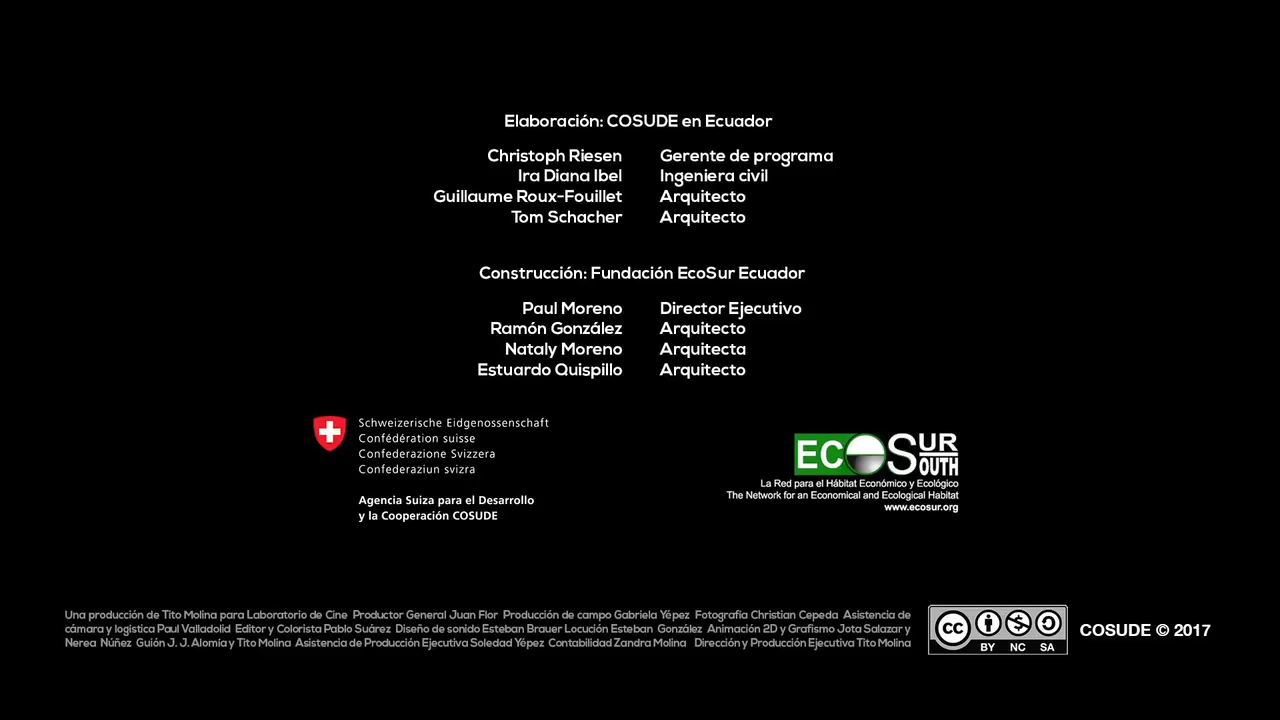 Elaboración: COSUDE en Ecuador
Christoph Riesen Gerente de programa
Ira Diana Ibel Ingeniera civil
Guillaume Roux-Fouillet Arquitecto
Tom Schacher Arquitecto
Construcción: Fundación EcoSur Ecuador
Paul Moreno Director Ejecutivo
Ramón González Arquitecto
Nataly Moreno Arquitecta
Estuardo Quispillo Arquitecto
Schweizerische Eidgenossenschaft
Confédération suisse
Confederazione Svizzera
Confederaziun svizra
Agencia Suiza para el Desarrollo
y la Cooperación COSUDE
ECOSUR
SOUTH
La Red para el Hábitat Económico y Ecológico
The Network for an Economical and Ecological Habitat
www.ecosur.org
Una producción de Tito Molina para Laboratorio de Cine Productor General Juan Flor Producción de campo Gabriela Yépez Fotografía Christian Cepeda Asistencia de
cámara y logística Paul Valladolid Editor y Colorista Pablo Suárez Diseño de sonido Esteban Brauer Locución Esteban González Animación 2D y Grafismo Jota Salazar y
Nerea Núñez Guión J. J. Alomía y Tito Molina Asistencia de Producción Ejecutiva Soledad Yépez Contabilidad Zandra Molina Dirección y Producción Ejecutiva Tito Molina
cc
BY NC SA
COSUDE © 2017